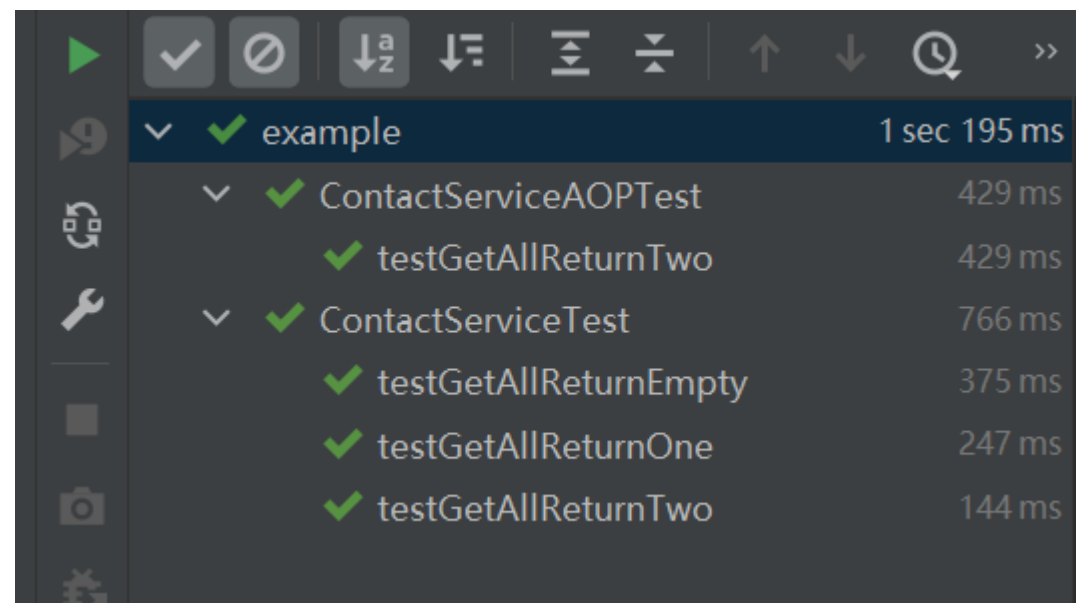 example 1 sec 195 ms
ContactServiceAOPTest 429 ms
testGetAllReturnTwo 429 ms
ContactServiceTest 766 ms
testGetAllReturnEmpty 375 ms
testGetAllReturnOne 247 ms
testGetAllReturnTwo 144 ms